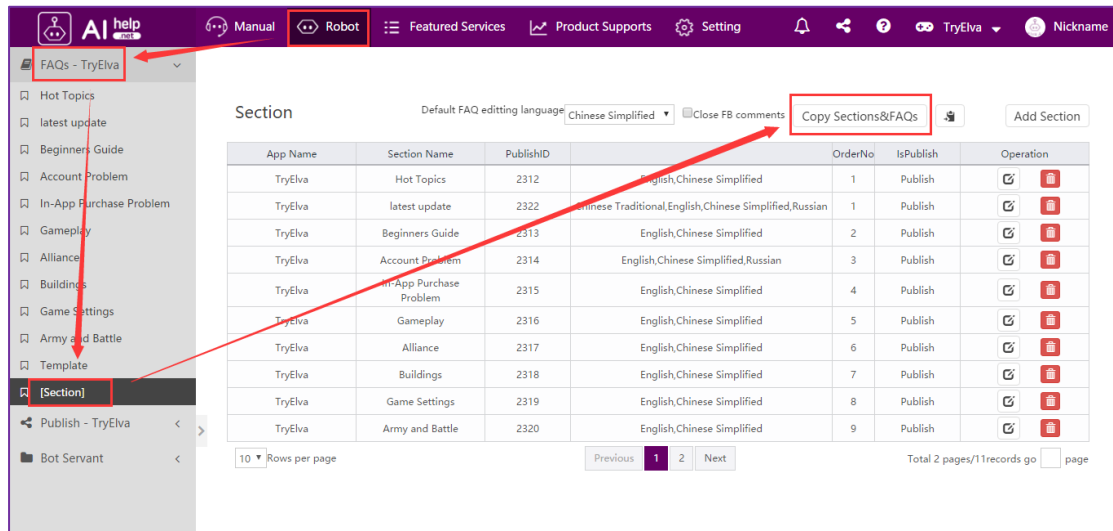 AI help .net
Manual
Robot
Featured Services
Product Supports
Setting
TryElva
Nickname
FAQs - TryElva
Hot Topics
latest update
Beginners Guide
Account Problem
In-App Purchase Problem
Gameplay
Alliance
Buildings
Game Settings
Army and Battle
Template
[Section]
Publish - TryElva
Bot Servant
Section
Default FAQ editting language
Chinese Simplified
Close FB comments
Copy Sections&FAQs
Add Section
App Name Section Name PublishID OrderNo IsPublish Operation
TryElva Hot Topics 2312 English,Chinese Simplified 1 Publish
TryElva latest update 2322 Chinese Traditional,English,Chinese Simplified,Russian 1 Publish
TryElva Beginners Guide 2313 English,Chinese Simplified 2 Publish
TryElva Account Problem 2314 English,Chinese Simplified,Russian 3 Publish
TryElva In-App Purchase Problem 2315 English,Chinese Simplified 4 Publish
TryElva Gameplay 2316 English,Chinese Simplified 5 Publish
TryElva Alliance 2317 English,Chinese Simplified 6 Publish
TryElva Buildings 2318 English,Chinese Simplified 7 Publish
TryElva Game Settings 2319 English,Chinese Simplified 8 Publish
TryElva Army and Battle 2320 English,Chinese Simplified 9 Publish
10 Rows per page
Previous 1 2 Next
Total 2 pages/11records go page